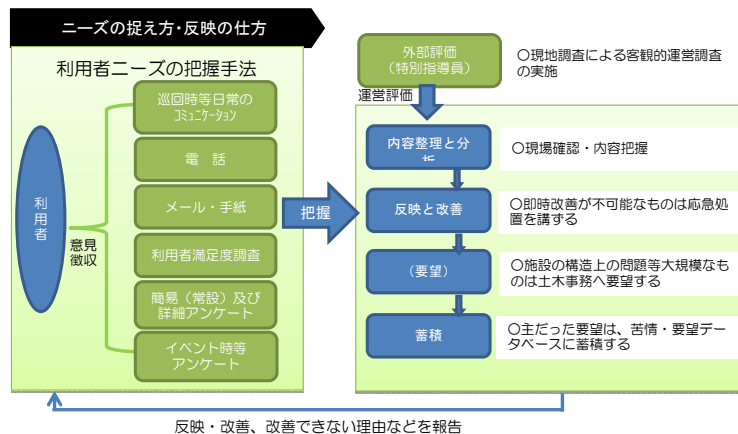 ニーズの捉え方・反映の仕方
利用者ニーズの把握手法
利用者
意見
徴収
巡回時等日常の
ｺﾐｭﾆｹｰｼｮﾝ
電　話
メール・手紙
利用者満足度調査
簡易（常設）及び
詳細アンケート
イベント時等
アンケート
把握
外部評価
（特別指導員）
○現地調査による客観的運営調査
の実施
運営評価
内容整理と分
析
○現場確認・内容把握
反映と改善
○即時改善が不可能なものは応急処
置を講ずる
（要望）
○施設の構造上の問題等大規模なも
のは土木事務へ要望する
蓄積
○主だった要望は、苦情・要望デー
タベースに蓄積する
反映・改善、改善できない理由などを報告